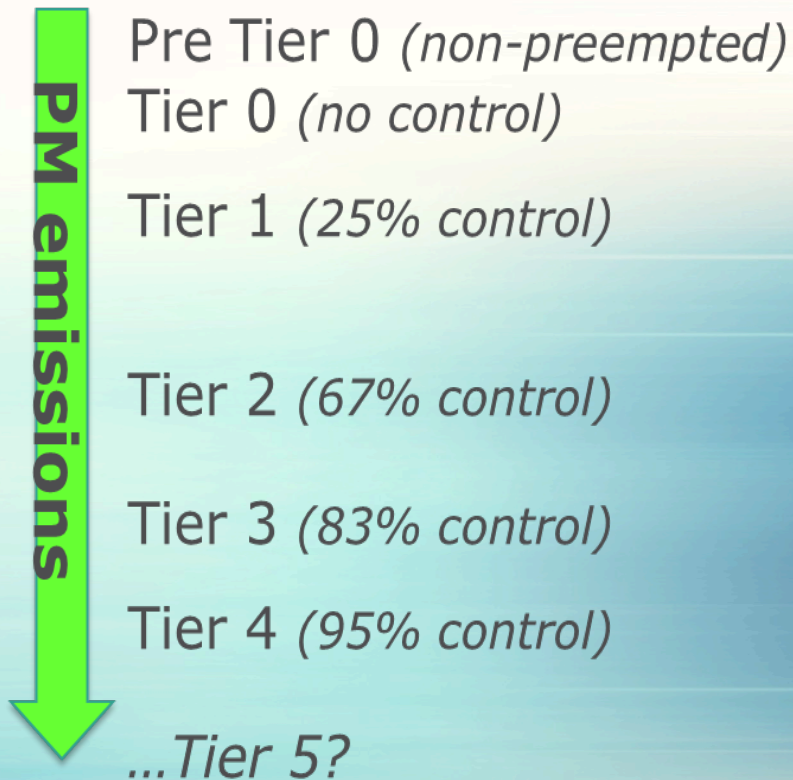 PM emissions
Pre Tier 0 (non-preempted)
Tier 0 (no control)
Tier 1 (25% control)
Tier 2 (67% control)
Tier 3 (83% control)
Tier 4 (95% control)
...Tier 5?